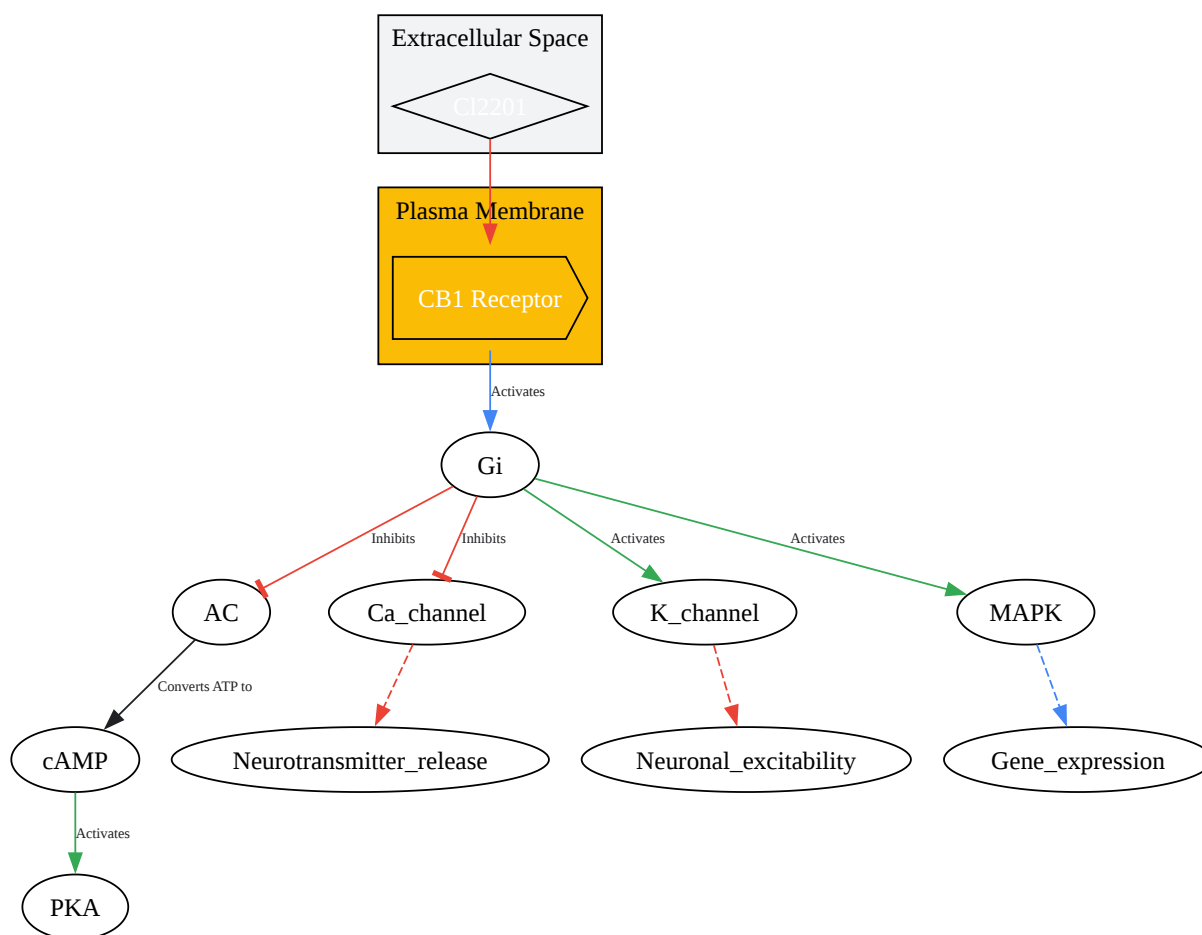 Extracellular Space
Cl2201
Plasma Membrane
CB1 Receptor
Activates
Gi
Inhibits
Inhibits
Activates
Activates
AC
Ca_channel
K_channel
MAPK
Converts ATP to
cAMP
Neurotransmitter_release
Neuronal_excitability
Gene_expression
Activates
PKA